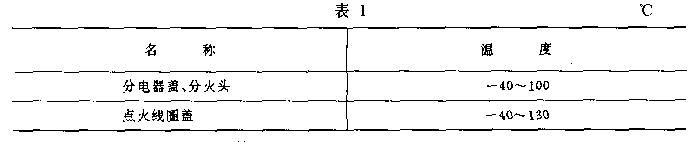 表 1 ℃
名 称 温 度
分电器盖、分火头 -40～100
点火线圈盖 -40～130